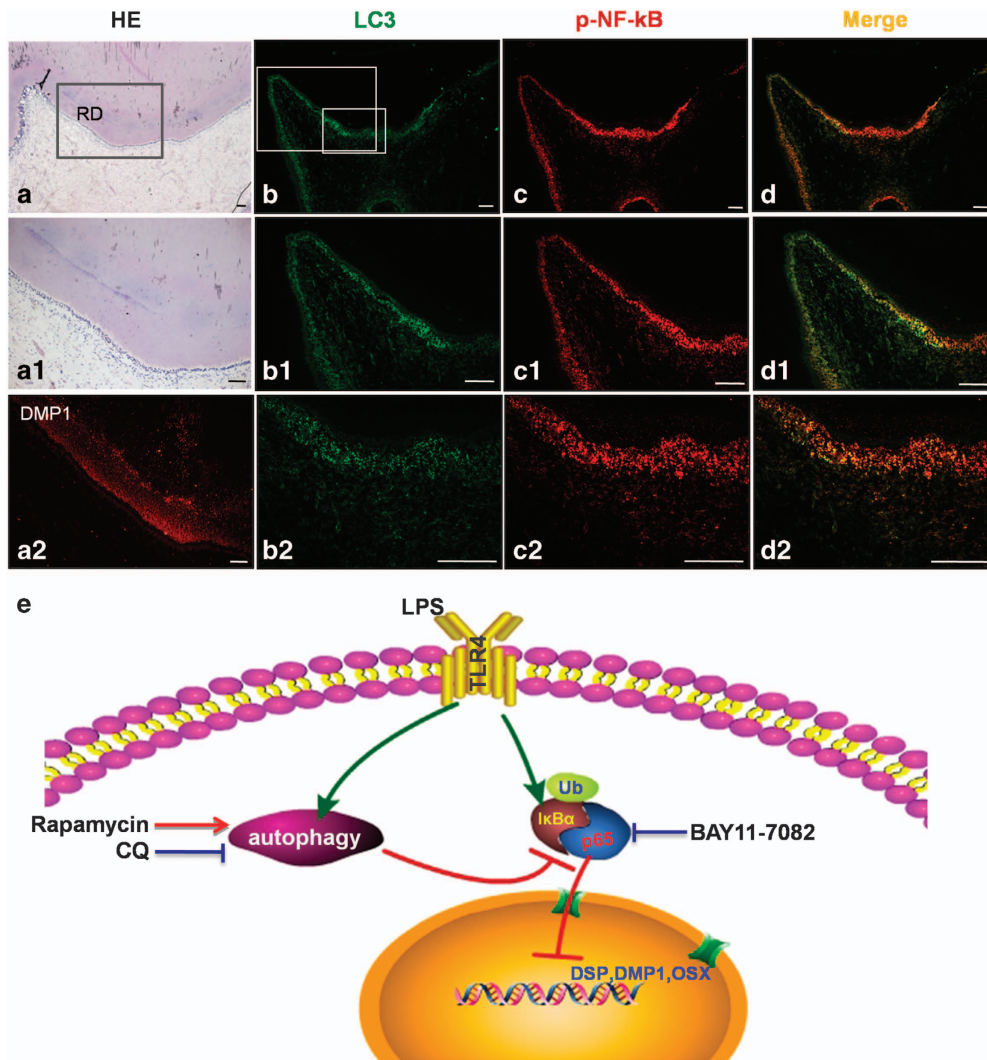 HE LC3 p-NF-kB Merge
RD
a b c d
a1 b1 c1 d1
DMP1
a2 b2 c2 d2
e
LPS
TLR4
Ub
IκBα
p65
Rapamycin
CQ
autophagy
BAY11-7082
DSP,DMP1,OSX